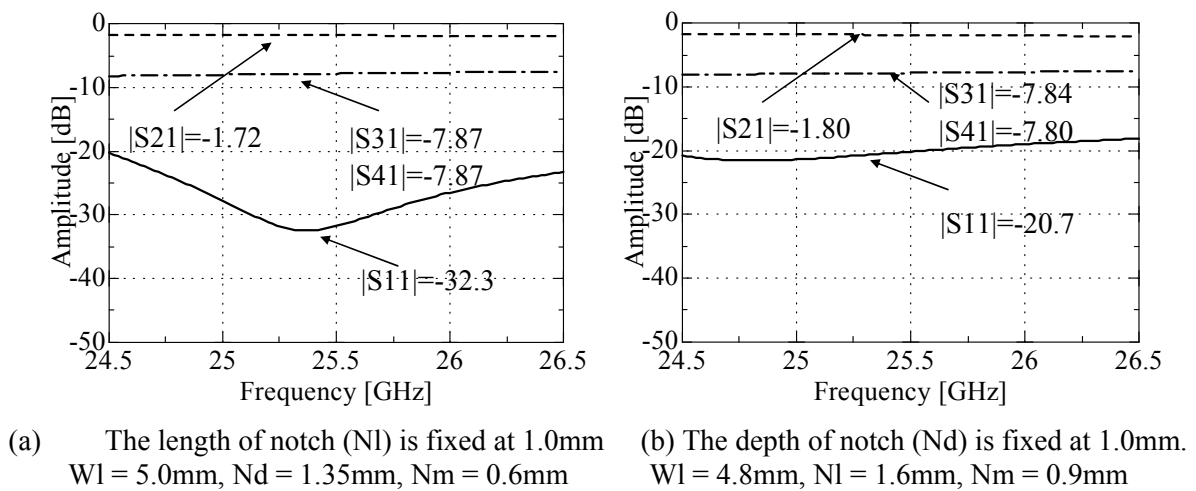 0
-10
-20
-30
-40
-50
Amplitude [dB]
|S21|=-1.72
|S31|=-7.87
|S41|=-7.87
|S11|=-32.3
24.5 25 25.5 26 26.5
Frequency [GHz]
0
-10
-20
-30
-40
-50
Amplitude [dB]
|S21|=-1.80
|S31|=-7.84
|S41|=-7.80
|S11|=-20.7
24.5 25 25.5 26 26.5
Frequency [GHz]
(a) The length of notch (Nl) is fixed at 1.0mm
Wl = 5.0mm, Nd = 1.35mm, Nm = 0.6mm
(b) The depth of notch (Nd) is fixed at 1.0mm.
Wl = 4.8mm, Nl = 1.6mm, Nm = 0.9mm